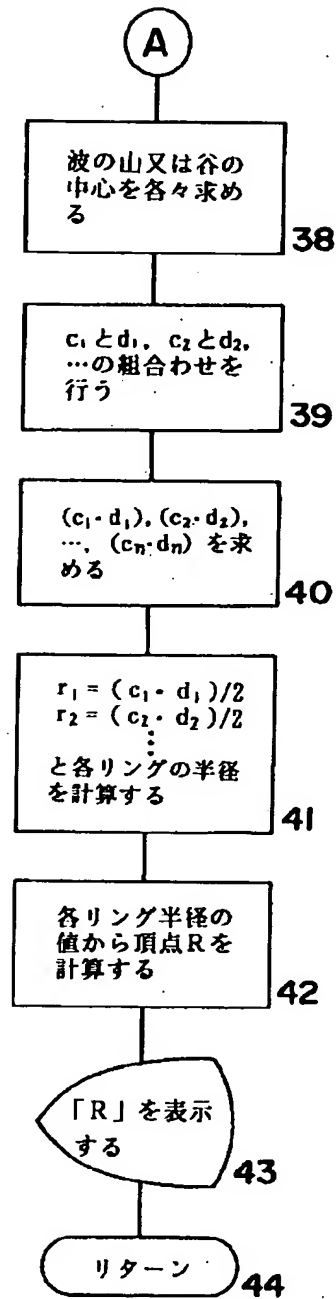 A
波の山又は谷の
中心を各々求め
る
38
c₁とd₁, c₂とd₂,
…の組合わせを
行う
39
(c₁-d₁), (c₂-d₂),
…, (cn-dn) を求
める
40
r₁ = (c₁-d₁)/2
r₂ = (c₂-d₂)/2
⋮
と各リングの半径
を計算する
41
各リング半径の
値から頂点Rを
計算する
42
「R」を表示
する
43
リターン
44